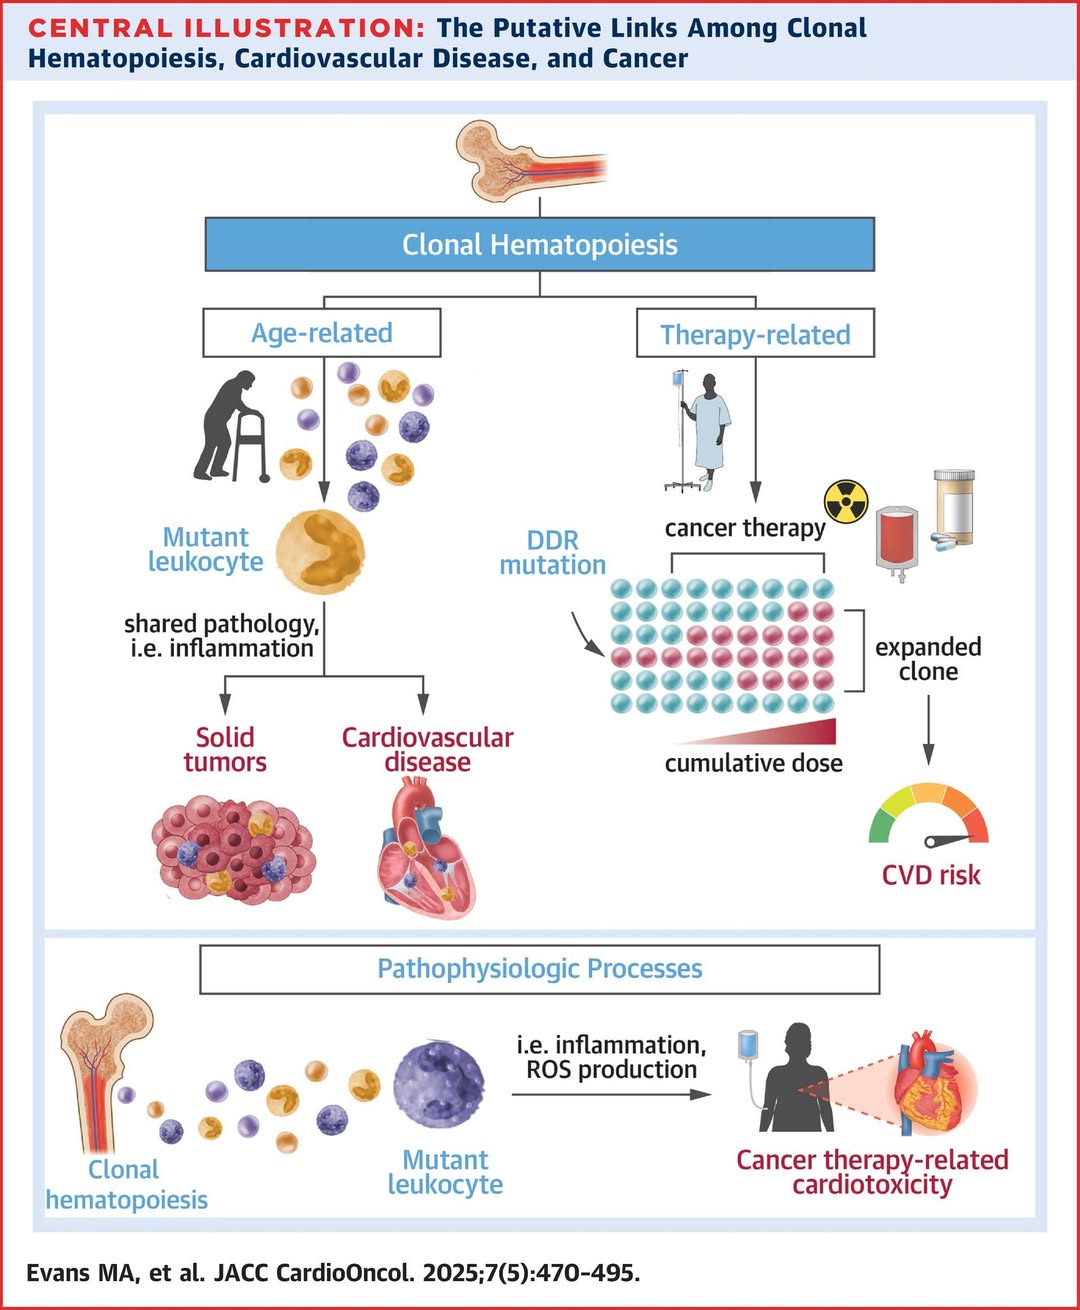 CENTRAL ILLUSTRATION: The Putative Links Among Clonal
Hematopoiesis, Cardiovascular Disease, and Cancer
Clonal Hematopoiesis
Age-related
Therapy-related
Mutant
leukocyte
shared pathology,
i.e. inflammation
Solid
tumors
Cardiovascular
disease
cancer therapy
DDR
mutation
expanded
clone
cumulative dose
CVD risk
Pathophysiologic Processes
Clonal
hematopoiesis
Mutant
leukocyte
i.e. inflammation,
ROS production
Cancer therapy-related
cardiotoxicity
Evans MA, et al. JACC CardioOncol. 2025;7(5):470–495.